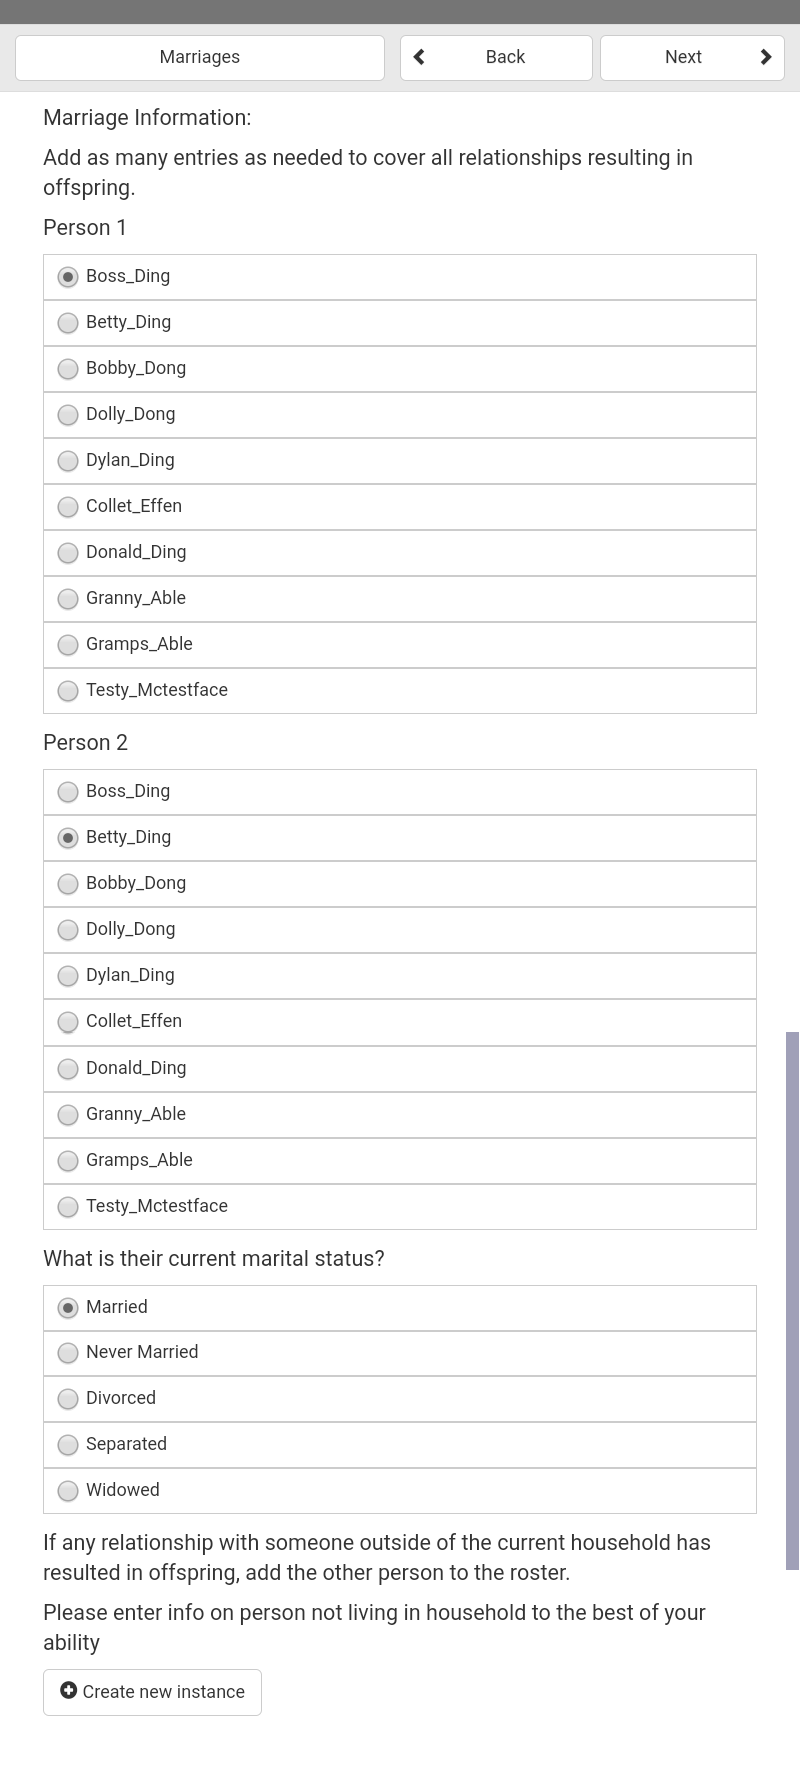 Marriages
Back
Next
Marriage Information:
Add as many entries as needed to cover all relationships resulting in
offspring.
Person 1
Boss_Ding
Betty_Ding
Bobby_Dong
Dolly_Dong
Dylan_Ding
Collet_Effen
Donald_Ding
Granny_Able
Gramps_Able
Testy_Mctestface
Person 2
Boss_Ding
Betty_Ding
Bobby_Dong
Dolly_Dong
Dylan_Ding
Collet_Effen
Donald_Ding
Granny_Able
Gramps_Able
Testy_Mctestface
What is their current marital status?
Married
Never Married
Divorced
Separated
Widowed
If any relationship with someone outside of the current household has
resulted in offspring, add the other person to the roster.
Please enter info on person not living in household to the best of your
ability
Create new instance